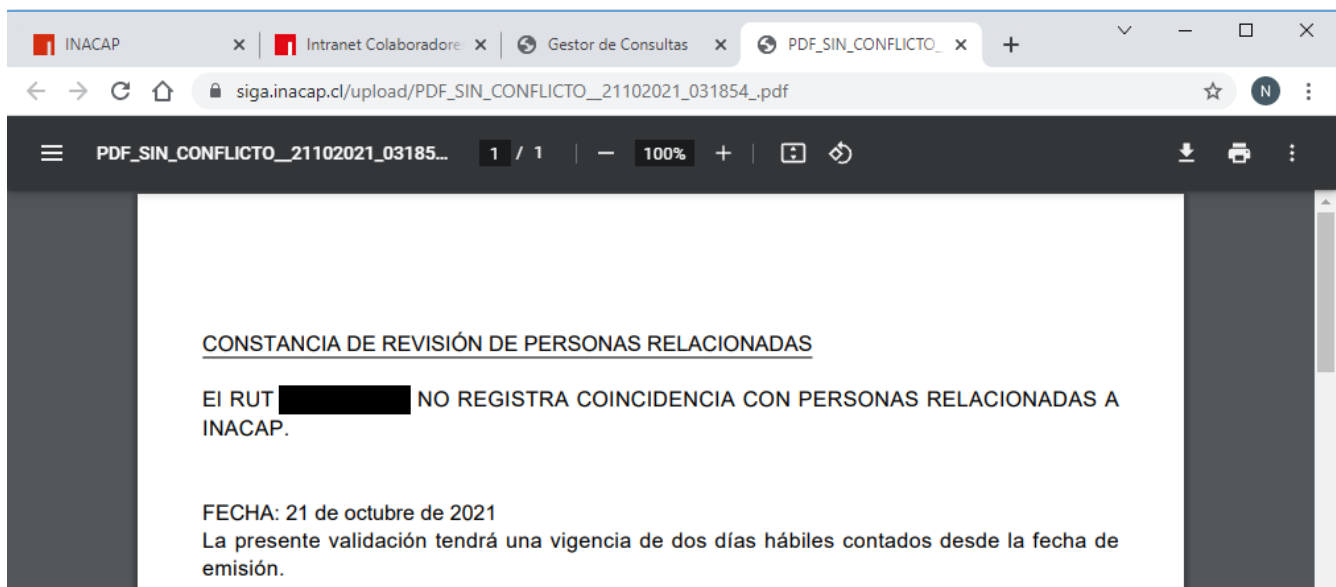 INACAP
Intranet Colaboradore
Gestor de Consultas
PDF_SIN_CONFLICTO_
siga.inacap.cl/upload/PDF_SIN_CONFLICTO__21102021_031854_.pdf
N
PDF_SIN_CONFLICTO__21102021_03185... 1 / 1 100%
CONSTANCIA DE REVISIÓN DE PERSONAS RELACIONADAS
El RUT NO REGISTRA COINCIDENCIA CON PERSONAS RELACIONADAS A
INACAP.
FECHA: 21 de octubre de 2021
La presente validación tendrá una vigencia de dos días hábiles contados desde la fecha de
emisión.